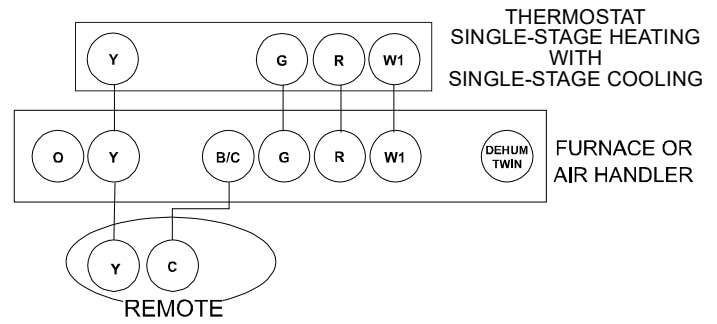 THERMOSTAT
SINGLE-STAGE HEATING
WITH
SINGLE-STAGE COOLING
Y G R W1
O Y B/C G R W1 DEHUM
TWIN
FURNACE OR
AIR HANDLER
Y C
REMOTE